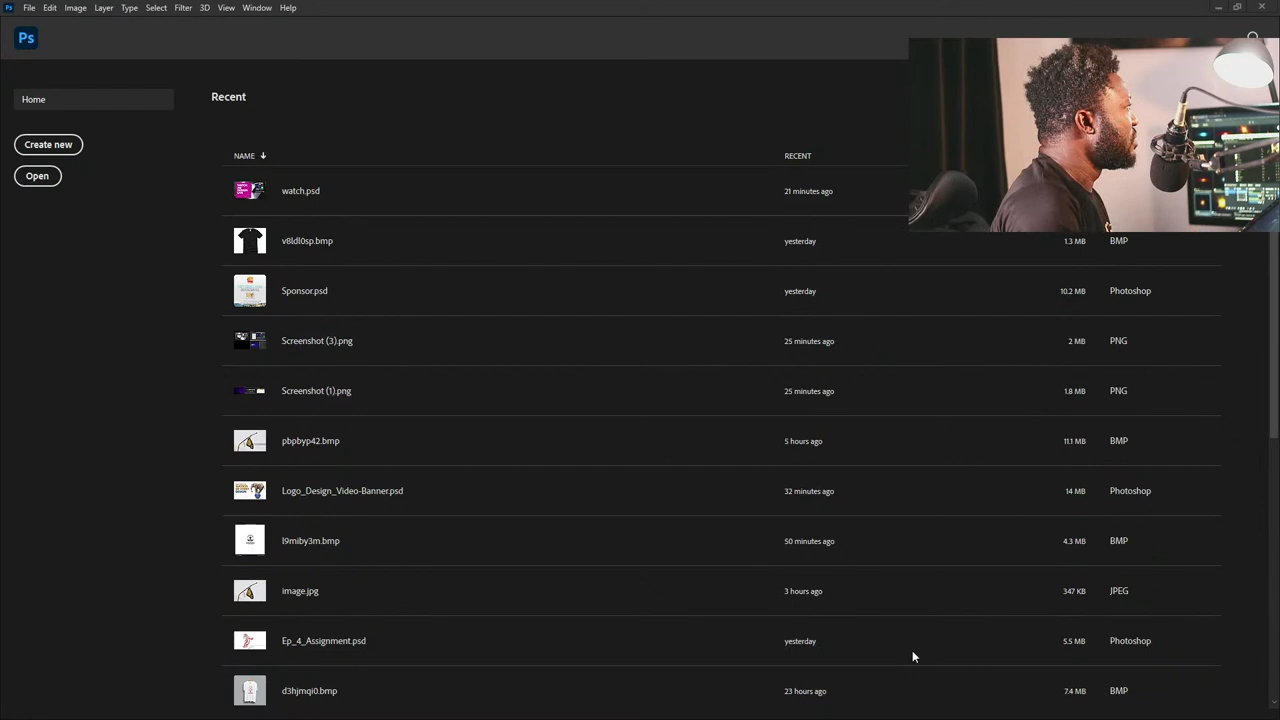 Ps File Edit Image Layer Type Select Filter 3D View Window Help
Ps
Home
Create new
Open
Recent
NAME RECENT
watch.psd 21 minutes ago
v8ldl0sp.bmp yesterday 1.3 MB BMP
Sponsor.psd yesterday 10.2 MB Photoshop
Screenshot (3).png 25 minutes ago 2 MB PNG
Screenshot (1).png 25 minutes ago 1.8 MB PNG
pbpbyp42.bmp 5 hours ago 11.1 MB BMP
Logo_Design_Video-Banner.psd 32 minutes ago 14 MB Photoshop
l9miby3m.bmp 50 minutes ago 4.3 MB BMP
image.jpg 3 hours ago 347 KB JPEG
Ep_4_Assignment.psd yesterday 5.5 MB Photoshop
d3hjmqi0.bmp 23 hours ago 7.4 MB BMP